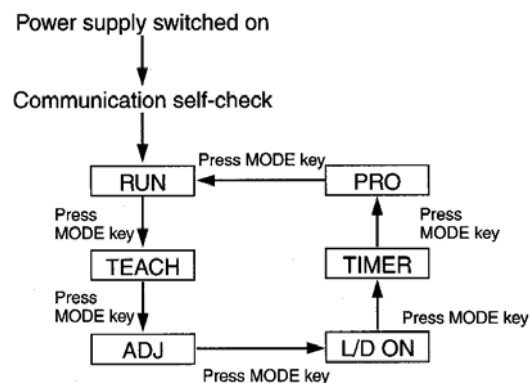 Power supply switched on
Communication self-check
Press MODE key
RUN
PRO
Press
MODE key
Press
MODE key
TEACH
TIMER
Press
MODE key
Press MODE key
ADJ
L/D ON
Press MODE key